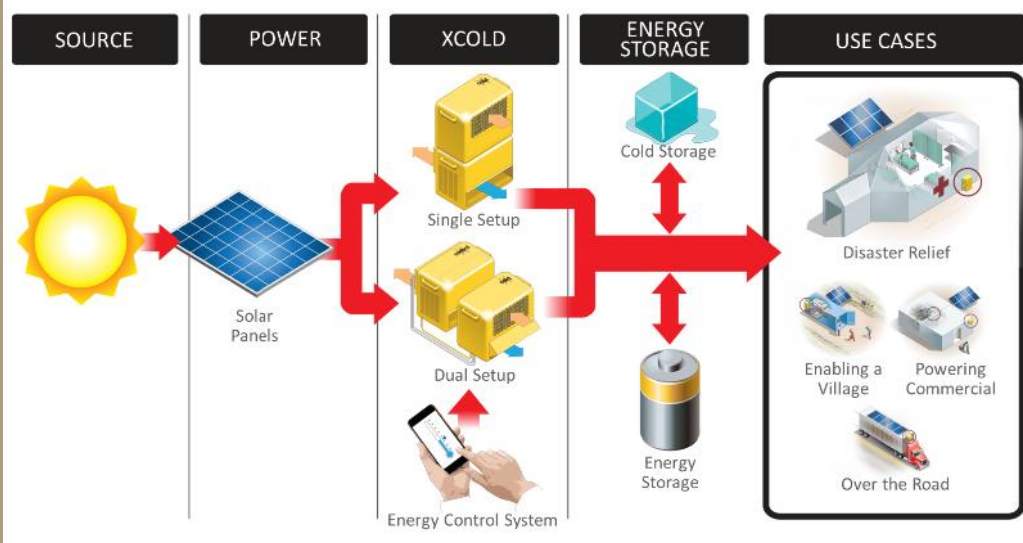 SOURCE
POWER
XCOLD
ENERGY
STORAGE
USE CASES
Solar
Panels
Single Setup
Dual Setup
Energy Control System
Cold Storage
Energy
Storage
Disaster Relief
Enabling a
Village
Powering
Commercial
Over the Road